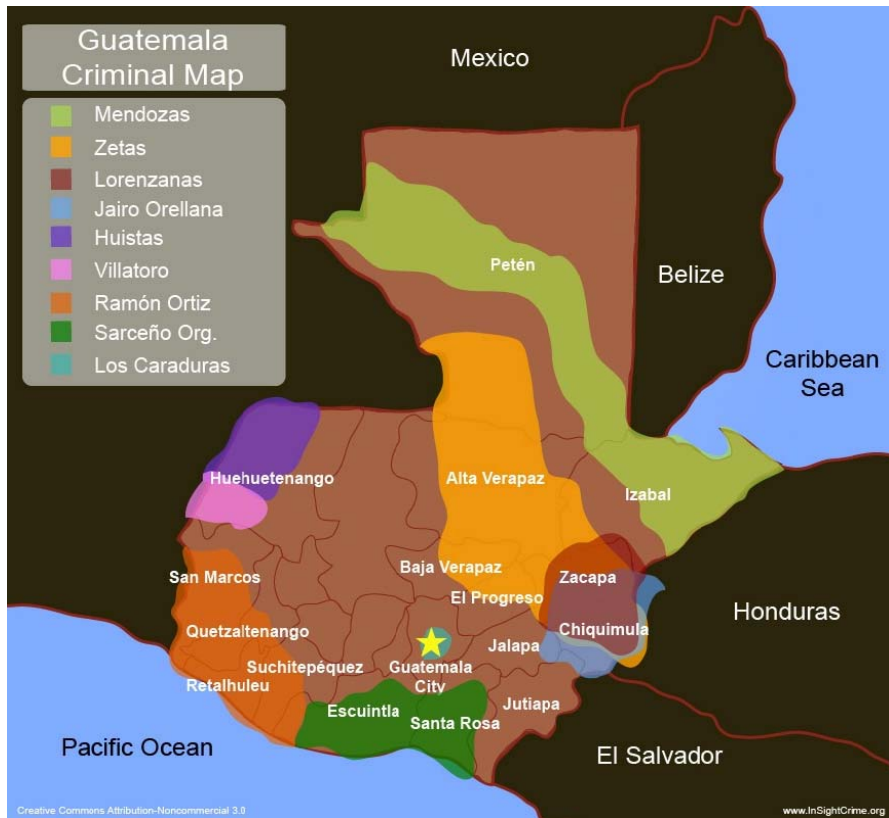 Guatemala
Criminal Map
Mendozas
Zetas
Lorenzanas
Jairo Orellana
Huistas
Villatoro
Ramón Ortiz
Sarceño Org.
Los Caraduras
Mexico
Petén
Belize
Caribbean
Sea
Huehuetenango
Alta Verapaz
Izabal
San Marcos
Baja Verapaz
Zacapa
El Progreso
Honduras
Quetzaltenango
Chiquimula
Jalapa
Suchitepéquez
Guatemala
City
Retalhuleu
Escuintla
Santa Rosa
Jutiapa
Pacific Ocean
El Salvador
Creative Commons Attribution-Noncommercial 3.0
www.InSightCrime.org